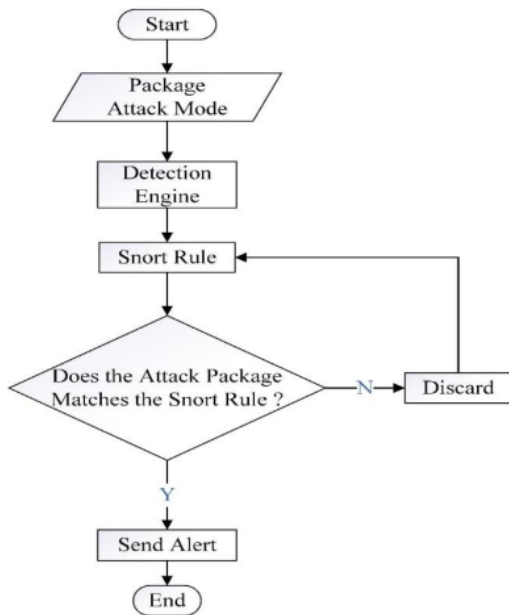 Start
Package
Attack Mode
Detection
Engine
Snort Rule
Does the Attack Package
Matches the Snort Rule ?
N
Discard
Y
Send Alert
End